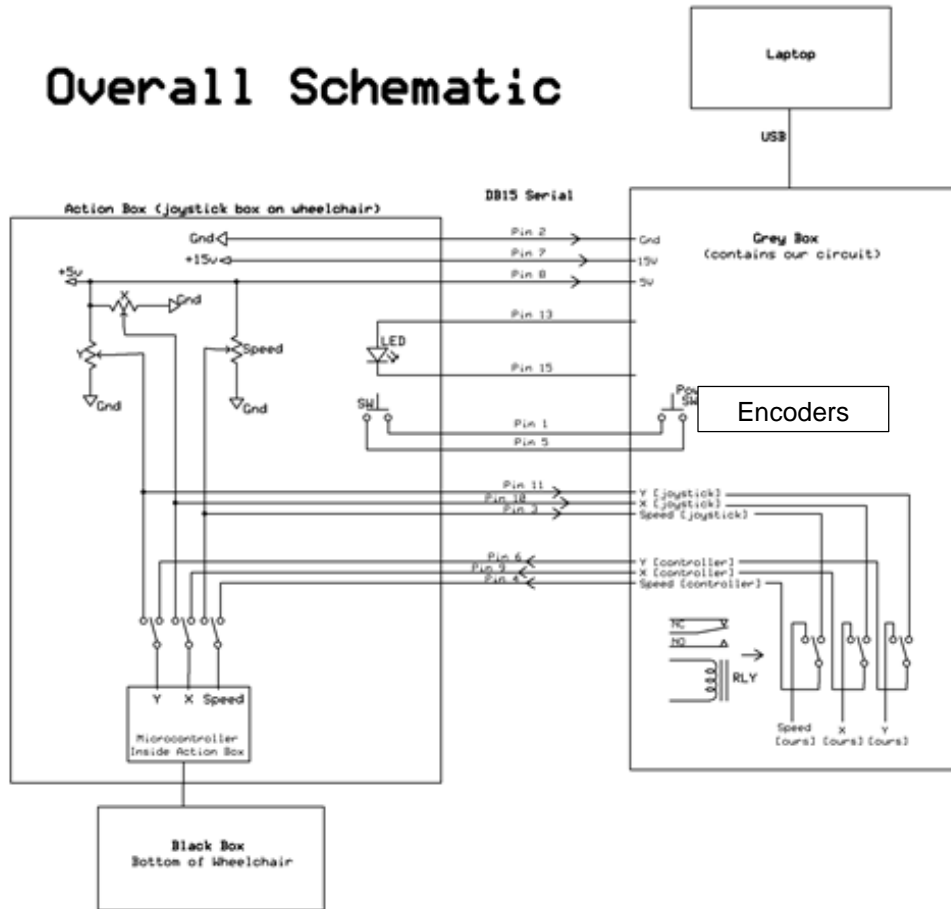 Overall Schematic
Laptop
USB
DB15 Serial
Action Box (joystick box on wheelchair)
Grey Box
(contains our circuit)
Gnd
Pin 2
Gnd
+15v
Pin 7
15V
+5v
Pin 8
5V
X
Gnd
Pin 13
Y
Speed
LED
Pin 15
Gnd
Gnd
SW
SW
Encoders
Pin 1
Pin 5
Pin 11
Y (joystick)
Pin 10
X (joystick)
Pin 3
Speed (joystick)
Pin 6
Y (controller)
Pin 9
X (controller)
Pin 4
Speed (controller)
NC
NO
RLY
Y X Speed
Speed X Y
(ours) (ours) (ours)
Microcontroller
Inside Action Box
Black Box
Bottom of Wheelchair